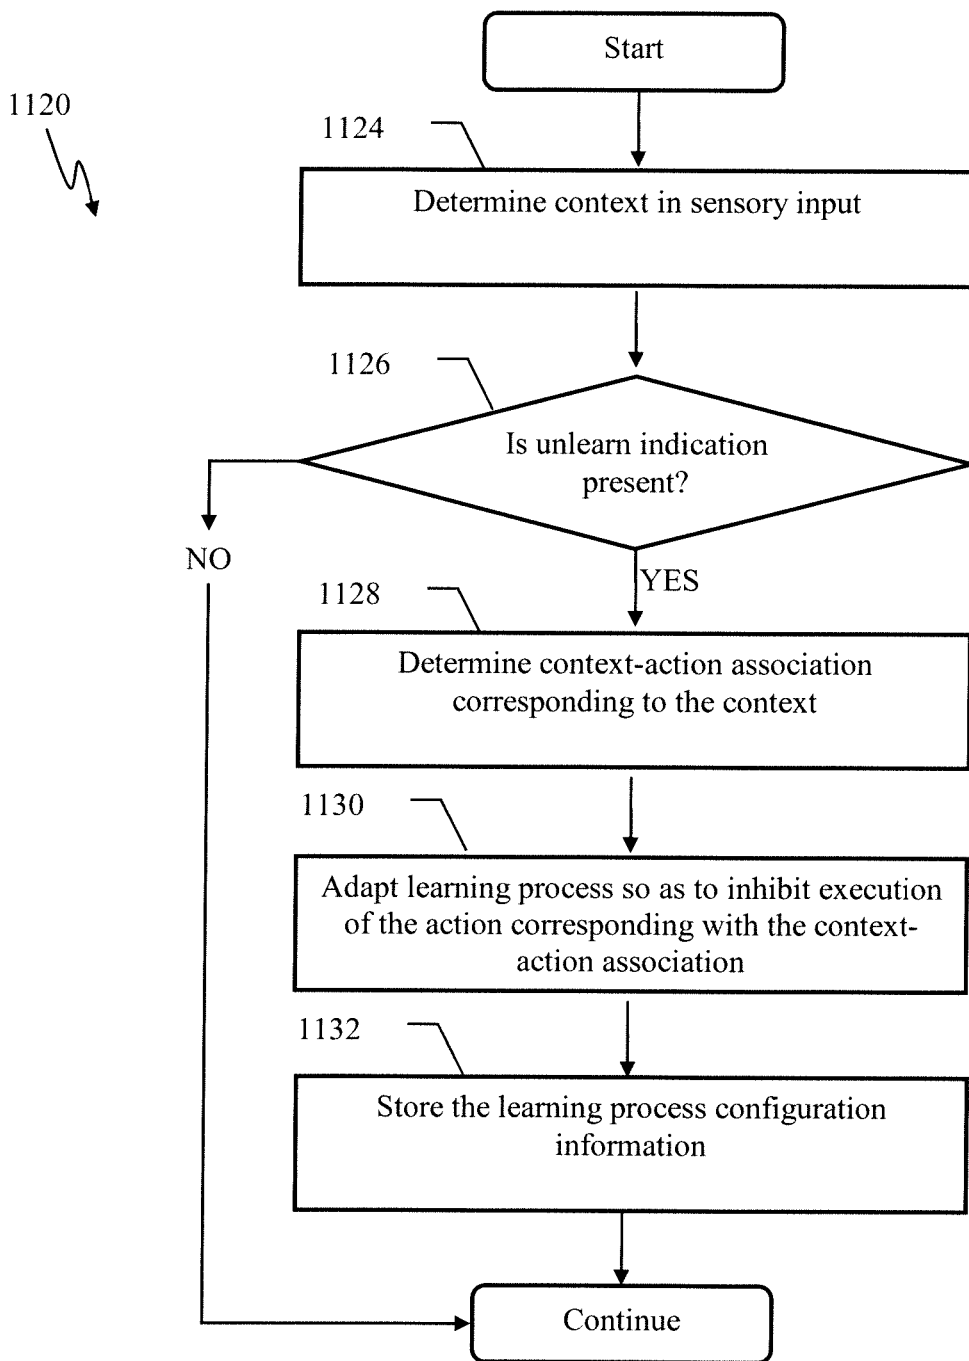 Start
1120
1124
Determine context in sensory input
1126
Is unlearn indication
present?
NO
YES
1128
Determine context-action association
corresponding to the context
1130
Adapt learning process so as to inhibit execution
of the action corresponding with the context-
action association
1132
Store the learning process configuration
information
Continue